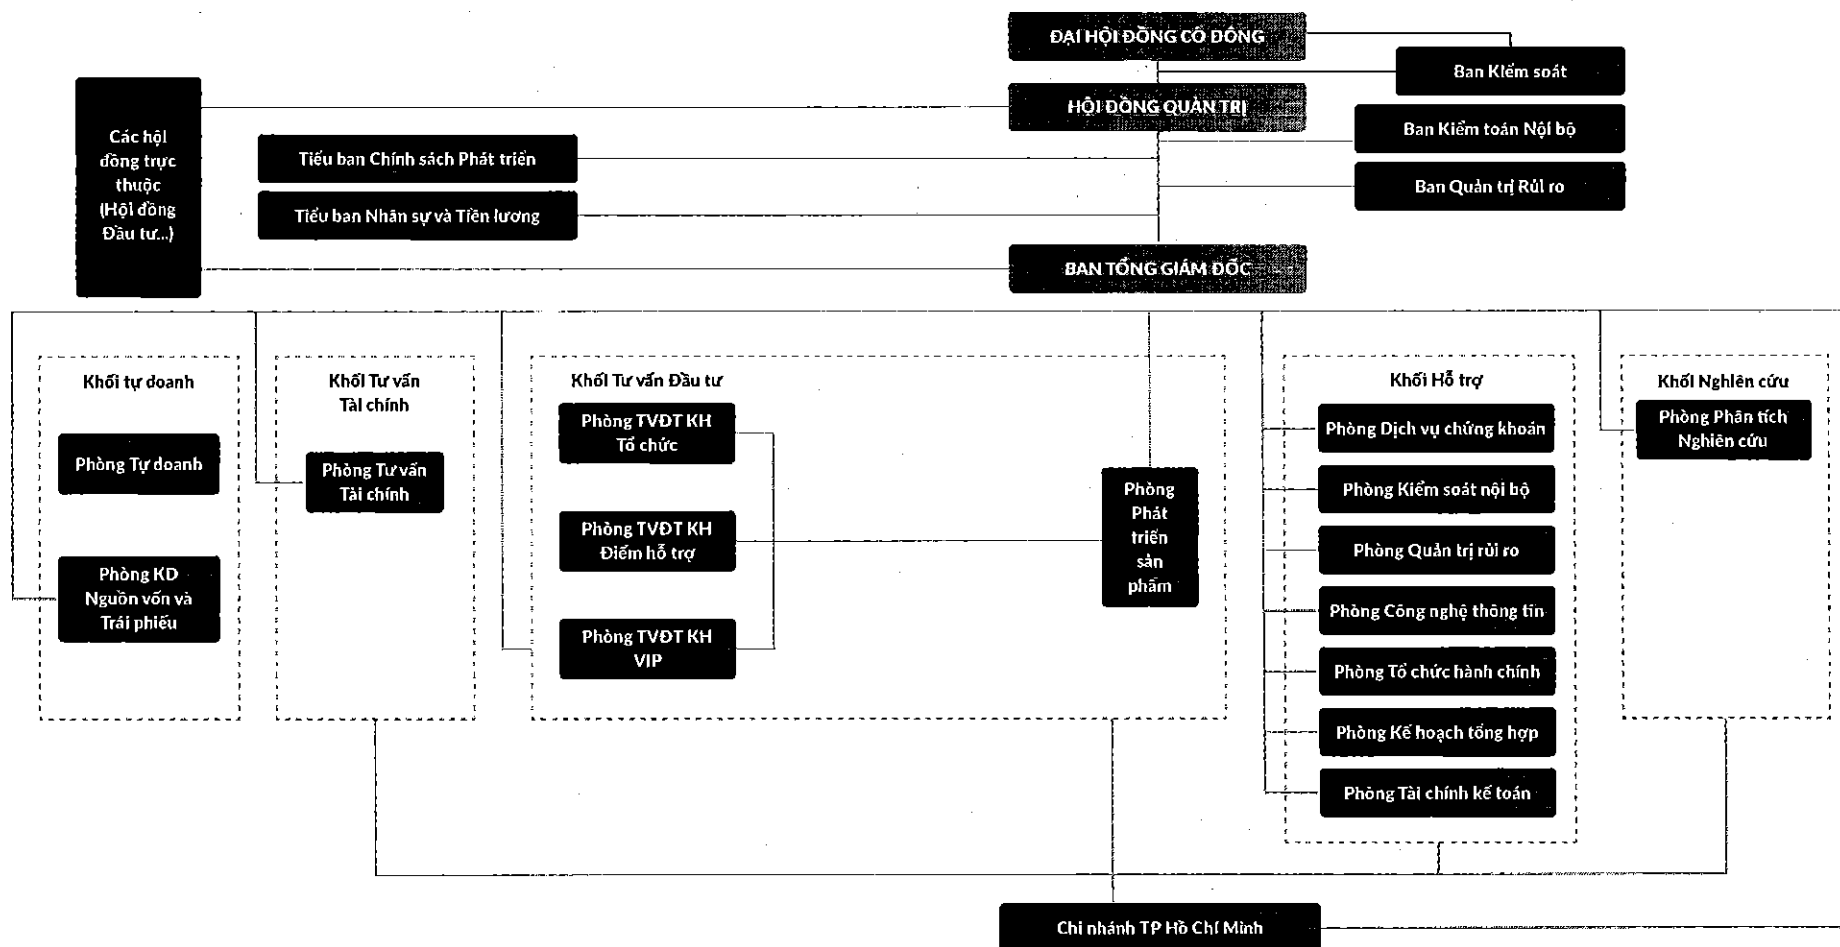 ĐẠI HỘI ĐỒNG CỔ ĐÔNG
Ban Kiểm soát
HỘI ĐỒNG QUẢN TRỊ
Ban Kiểm toán Nội bộ
Ban Quản trị Rủi ro
Các hội
đồng trực
thuộc
(Hội đồng
Đầu tư...)
Tiểu ban Chính sách Phát triển
Tiểu ban Nhân sự và Tiền lương
BAN TỔNG GIÁM ĐỐC
Khối tự doanh
Phòng Tự doanh
Phòng KD
Nguồn vốn và
Trái phiếu
Khối Tư vấn
Tài chính
Phòng Tư vấn
Tài chính
Khối Tư vấn Đầu tư
Phòng TVĐT KH
Tổ chức
Phòng TVĐT KH
Điểm hỗ trợ
Phòng TVĐT KH
VIP
Phòng
Phát
triển
sản
phẩm
Khối Hỗ trợ
Phòng Dịch vụ chứng khoán
Phòng Kiểm soát nội bộ
Phòng Quản trị rủi ro
Phòng Công nghệ thông tin
Phòng Tổ chức hành chính
Phòng Kế hoạch tổng hợp
Phòng Tài chính kế toán
Khối Nghiên cứu
Phòng Phân tích
Nghiên cứu
Chi nhánh TP Hồ Chí Minh